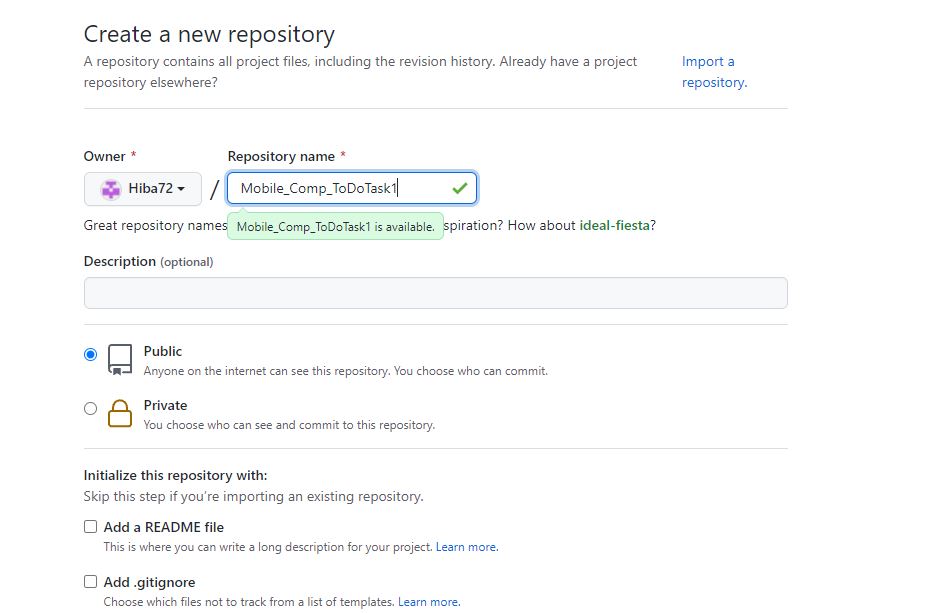 Create a new repository
A repository contains all project files, including the revision history. Already have a project
repository elsewhere?
Import a
repository.
Owner *
Repository name *
Hiba72
/
Mobile_Comp_ToDoTask1
Great repository names
Mobile_Comp_ToDoTask1 is available.
spiration? How about ideal-fiesta?
Description (optional)
Public
Anyone on the internet can see this repository. You choose who can commit.
Private
You choose who can see and commit to this repository.
Initialize this repository with:
Skip this step if you’re importing an existing repository.
Add a README file
This is where you can write a long description for your project. Learn more.
Add .gitignore
Choose which files not to track from a list of templates. Learn more.